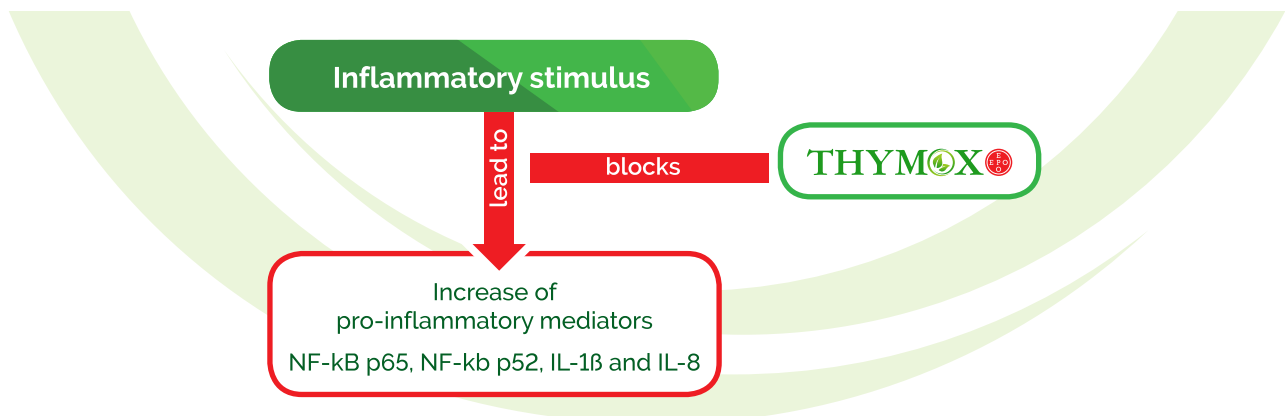 Inflammatory stimulus
lead to
blocks
THYMOX EPO
Increase of
pro-inflammatory mediators
NF-kB p65, NF-kb p52, IL-1ß and IL-8